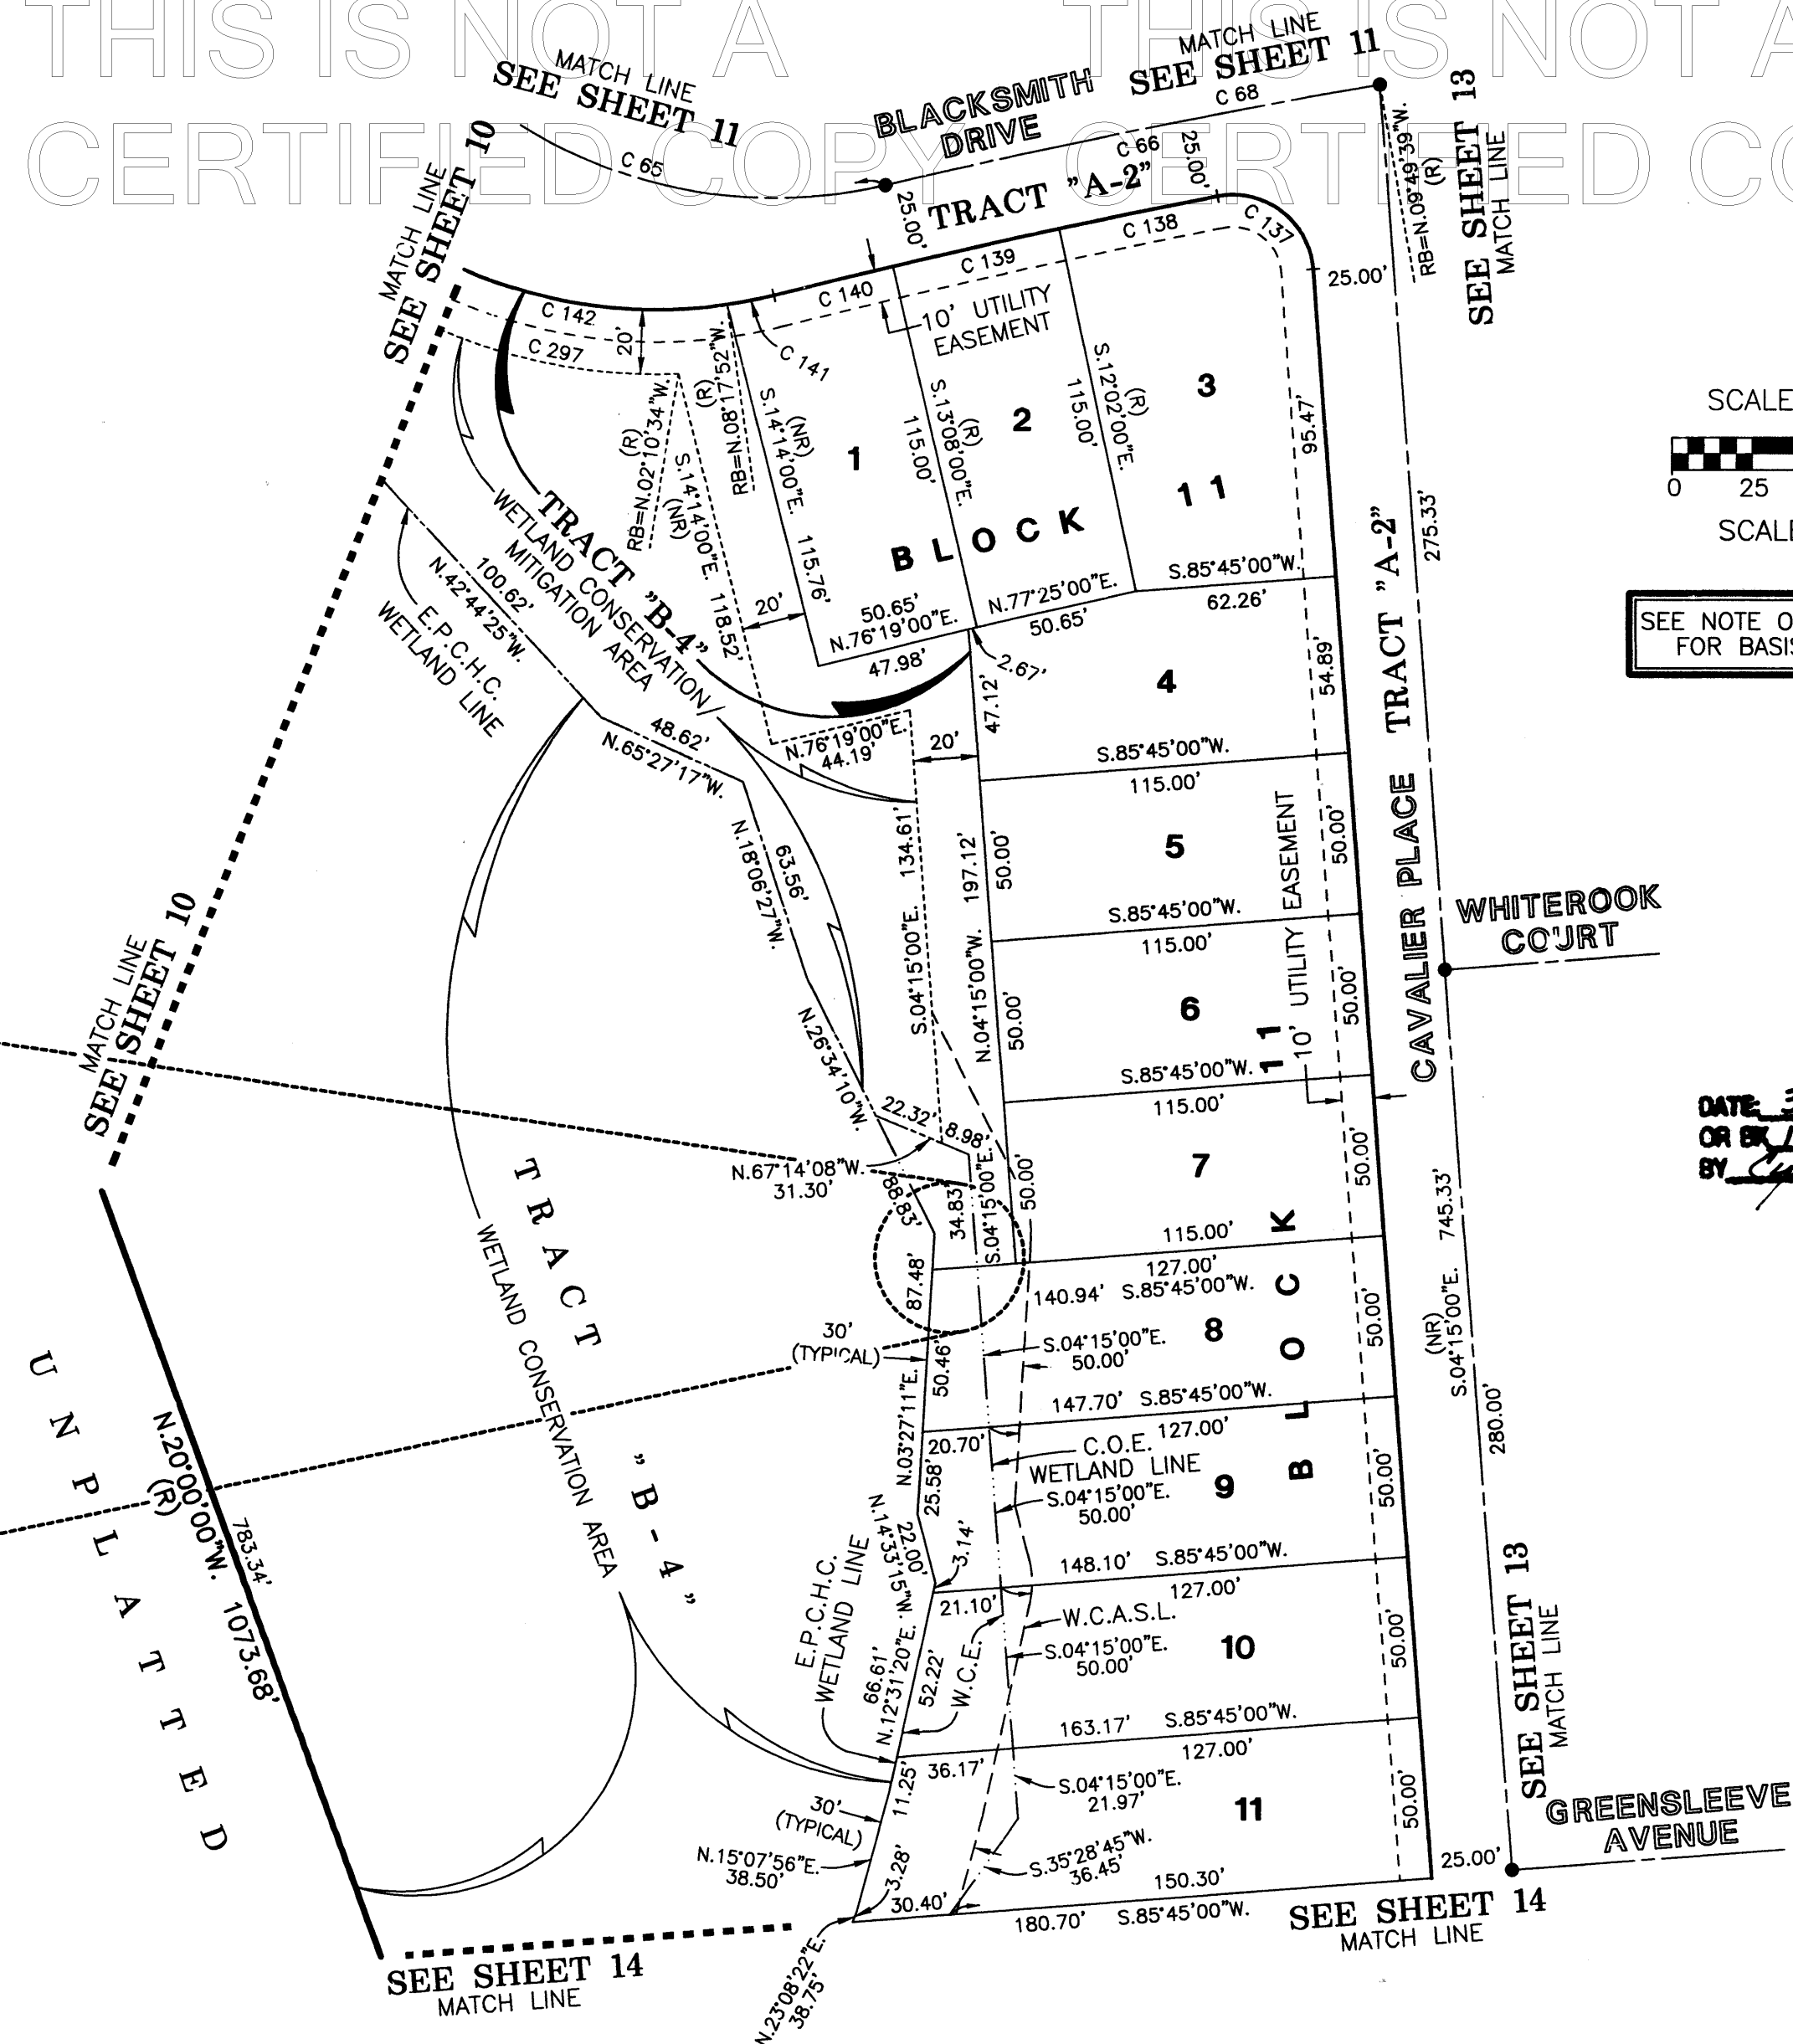 THIS IS NOT A
THIS IS NOT A
CERTIFIED COPY
CERTIFIED CO
MATCH LINE
SEE SHEET 11
MATCH LINE
SEE SHEET 11
BLACKSMITH
DRIVE
C 68
C 66
C 65
25.00'
25.00'
TRACT "A-2"
MATCH LINE
SEE SHEET 10
RB=N.09°49'39"W.
(R)
SEE SHEET 13
MATCH LINE
C 137
C 138
C 139
C 140
C 141
C 142
C 297
20'
25.00'
10' UTILITY
EASEMENT
RB=N.02°10'34"W.
(R)
S.14°14'00"E.
(NR)
118.52'
RB=N.08°17'52"W.
(R)
S.14°14'00"E.
(NR)
115.76'
1
S.13°08'00"E.
(R)
115.00'
2
S.12°02'00"E.
(R)
115.00'
3
11
BLOCK
95.47'
275.33'
SCALE
0 25
SCALE
SEE NOTE O
FOR BASIS
TRACT "B-4"
WETLAND CONSERVATION/
MITIGATION AREA
100.62'
N.42°44'25"W.
E.P.C.H.C.
WETLAND LINE
20'
50.65'
N.76°19'00"E.
47.98'
N.77°25'00"E.
50.65'
2.67'
S.85°45'00"W.
62.26'
TRACT "A-2"
4
47.12'
54.89'
48.62'
N.65°27'17"W.
N.76°19'00"E.
44.19'
20'
S.85°45'00"W.
115.00'
63.56'
N.18°06'27"W.
134.61'
S.04°15'00"E.
197.12'
N.04°15'00"W.
50.00'
5
50.00'
S.85°45'00"W.
115.00'
10' UTILITY EASEMENT
CAVALIER PLACE
WHITEROOK
COURT
50.00'
6
50.00'
11
S.85°45'00"W.
115.00'
MATCH LINE
SEE SHEET 10
N.26°34'10"W.
22.32'
8.98'
N.67°14'08"W.
31.30'
88.83'
34.83'
S.04°15'00"E.
50.00'
7
50.00'
115.00'
DATE:
OR BK
BY
745.33'
S.04°15'00"E.
(NR)
280.00'
127.00'
140.94' S.85°45'00"W.
87.48'
30'
(TYPICAL)
50.46'
N.03°27'11"E.
S.04°15'00"E.
50.00'
8
50.00'
BLOCK
147.70' S.85°45'00"W.
127.00'
20.70'
C.O.E.
WETLAND LINE
25.58'
S.04°15'00"E.
50.00'
9
50.00'
22.00'
N.14°33'15"W.
3.14'
148.10' S.85°45'00"W.
127.00'
21.10'
W.C.A.S.L.
S.04°15'00"E.
50.00'
10
50.00'
E.P.C.H.C.
WETLAND LINE
66.61'
N.12°31'20"E.
52.22'
W.C.E.
163.17' S.85°45'00"W.
127.00'
36.17'
11.25'
S.04°15'00"E.
21.97'
11
50.00'
30'
(TYPICAL)
N.15°07'56"E.
38.50'
3.28'
S.35°28'45"W.
36.45'
30.40'
150.30'
180.70' S.85°45'00"W.
N.23°08'22"E.
38.75'
25.00'
GREENSLEEVE
AVENUE
SEE SHEET 13
MATCH LINE
SEE SHEET 14
MATCH LINE
TRACT
"B-4"
WETLAND CONSERVATION AREA
UNPLATTED
N.20°00'00"W. 1073.68'
(R)
783.34'
SEE SHEET 14
MATCH LINE